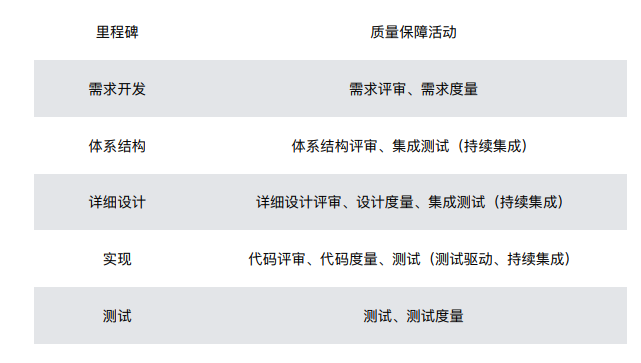 里程碑 质量保障活动
需求开发 需求评审、需求度量
体系结构 体系结构评审、集成测试（持续集成）
详细设计 详细设计评审、设计度量、集成测试（持续集成）
实现 代码评审、代码度量、测试（测试驱动、持续集成）
测试 测试、测试度量